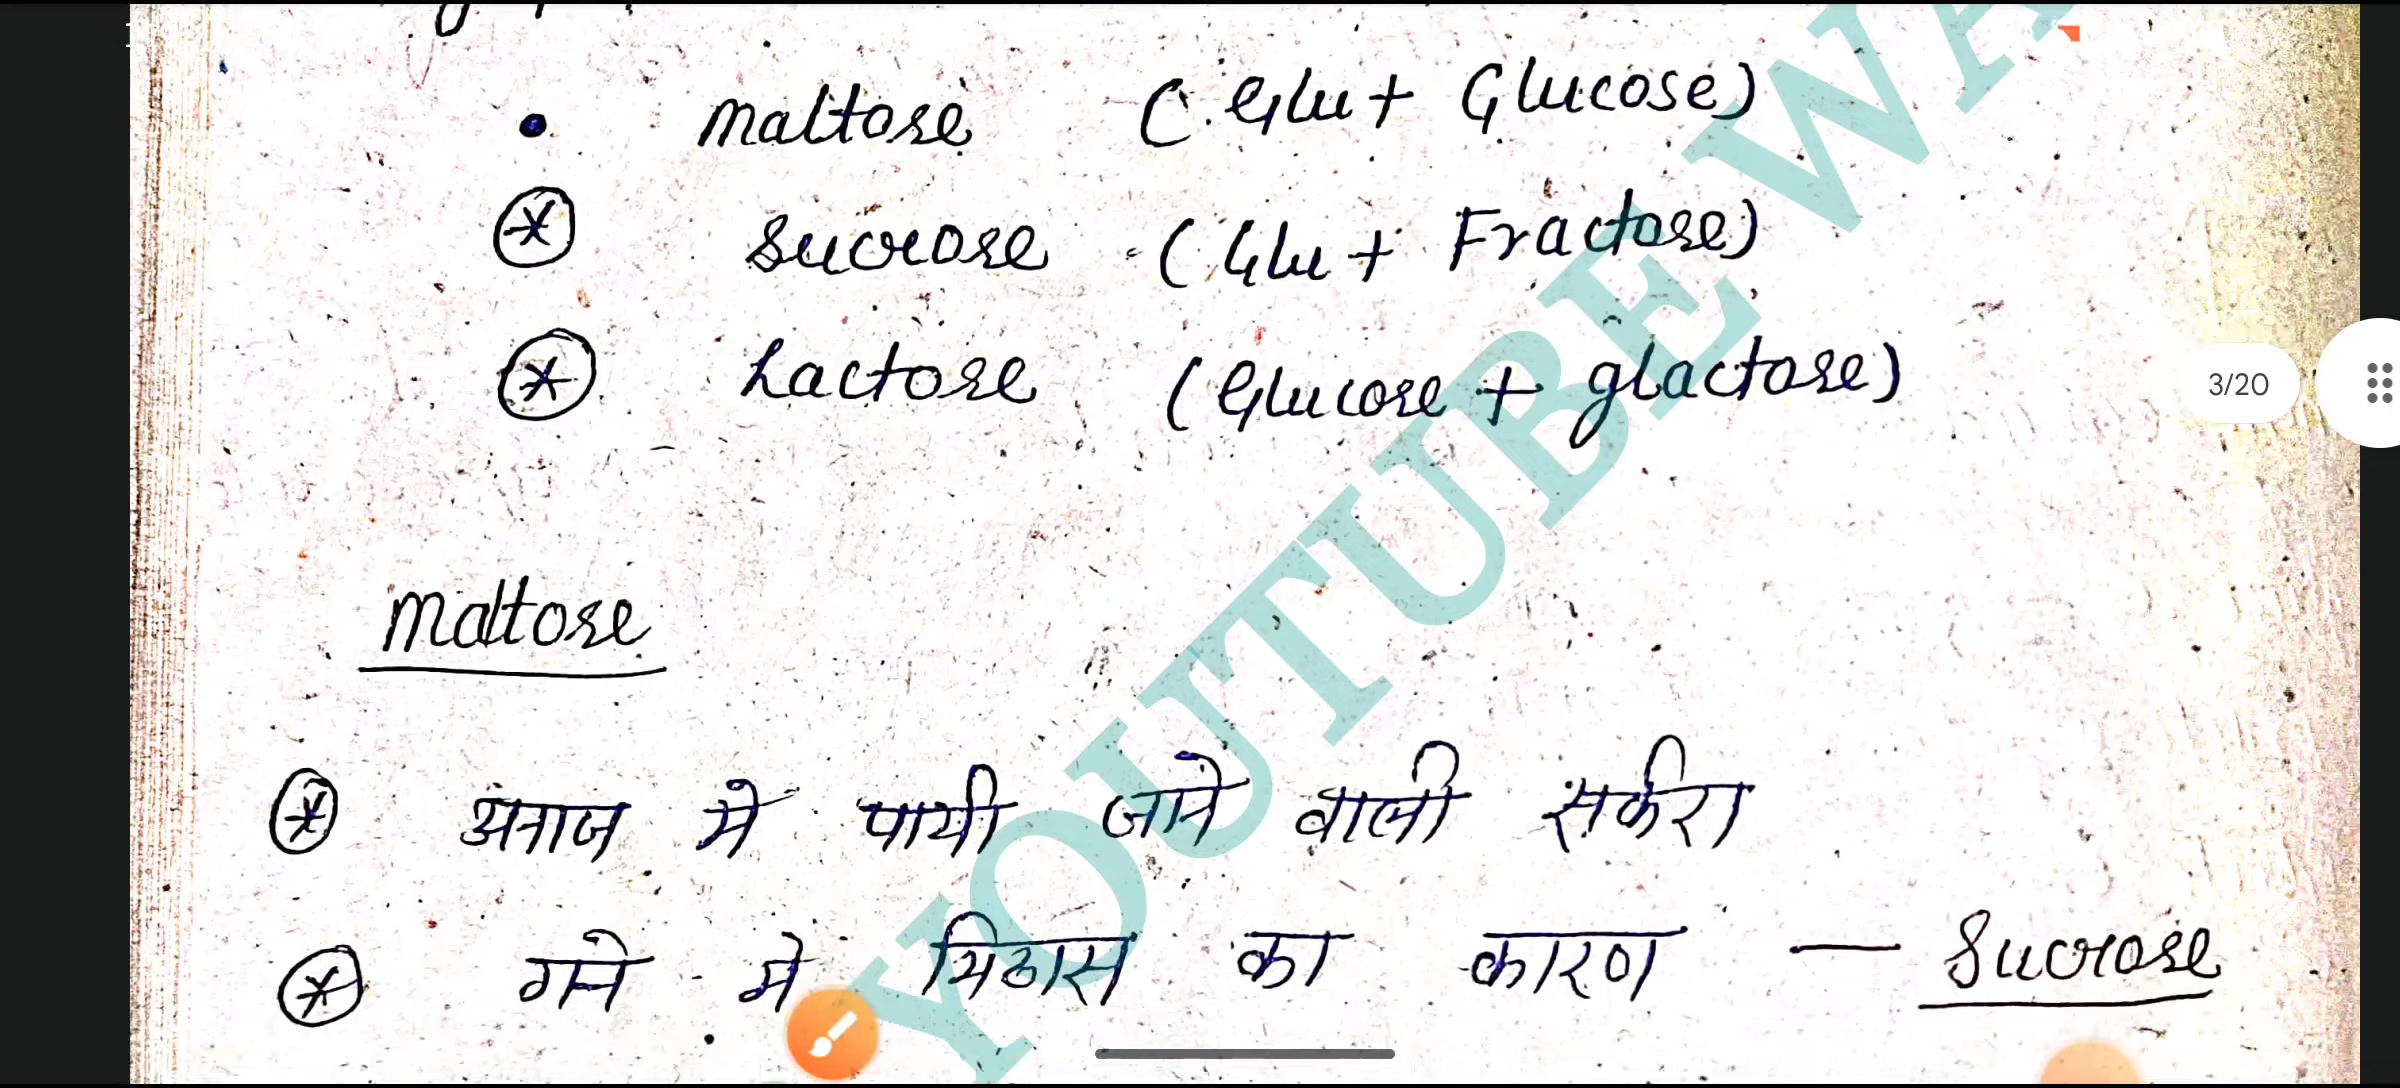 • maltose (Glu + Glucose)
* Sucrose - (Glu + Fractose)
* Lactose (Glucose + glactose)
3/20
Maltose
* अनाज मे पायी जाने वाली सर्करा
* गन्ने मे मिठास का कारण — Sucrose
YOUTUBE WA